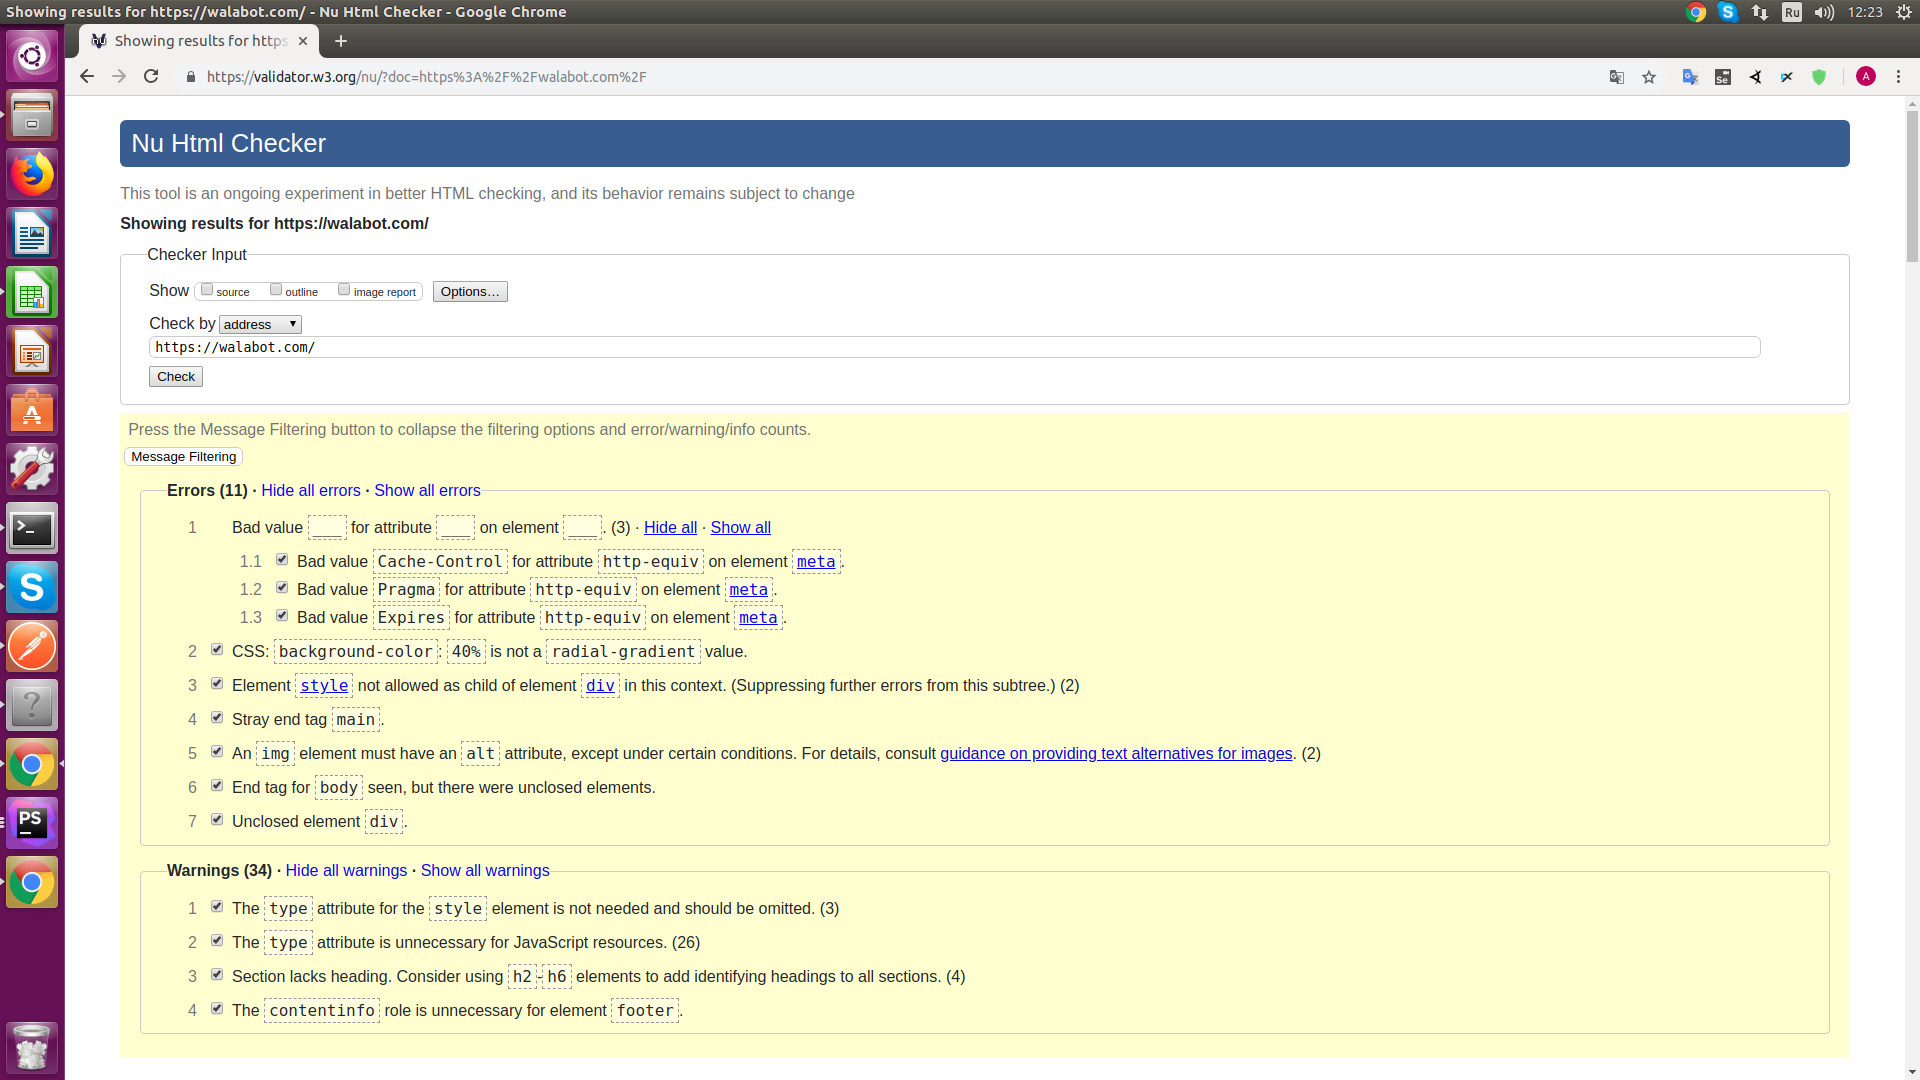 Showing results for https://walabot.com/ - Nu Html Checker - Google Chrome
Ru
12:23
Showing results for https
https://validator.w3.org/nu/?doc=https%3A%2F%2Fwalabot.com%2F
Se
A
Nu Html Checker
This tool is an ongoing experiment in better HTML checking, and its behavior remains subject to change
Showing results for https://walabot.com/
Checker Input
Show source outline image report Options...
Check by address
https://walabot.com/
Check
Press the Message Filtering button to collapse the filtering options and error/warning/info counts.
Message Filtering
Errors (11) · Hide all errors · Show all errors
1 Bad value ___ for attribute ___ on element ___. (3) · Hide all · Show all
1.1 Bad value Cache-Control for attribute http-equiv on element meta.
1.2 Bad value Pragma for attribute http-equiv on element meta.
1.3 Bad value Expires for attribute http-equiv on element meta.
2 CSS: background-color: 40% is not a radial-gradient value.
3 Element style not allowed as child of element div in this context. (Suppressing further errors from this subtree.) (2)
4 Stray end tag main.
5 An img element must have an alt attribute, except under certain conditions. For details, consult guidance on providing text alternatives for images. (2)
6 End tag for body seen, but there were unclosed elements.
7 Unclosed element div.
Warnings (34) · Hide all warnings · Show all warnings
1 The type attribute for the style element is not needed and should be omitted. (3)
2 The type attribute is unnecessary for JavaScript resources. (26)
3 Section lacks heading. Consider using h2-h6 elements to add identifying headings to all sections. (4)
4 The contentinfo role is unnecessary for element footer.
PS